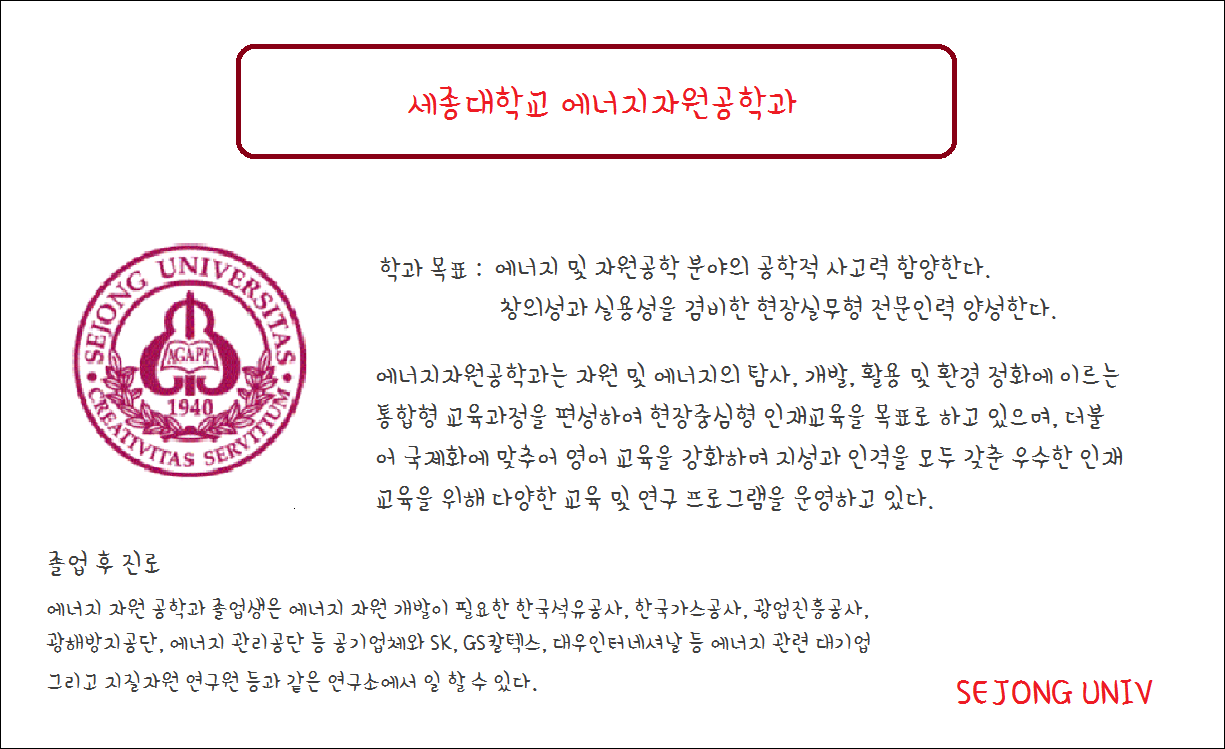 세종대학교 에너지자원공학과
SEJONG UNIVERSITAS
AGAPE
1940
CREATIVITAS SERVITIUM
학과 목표 : 에너지 및 자원공학 분야의 공학적 사고력 함양한다.
창의성과 실용성을 겸비한 현장실무형 전문인력 양성한다.
에너지자원공학과는 자원 및 에너지의 탐사, 개발, 활용 및 환경 정화에 이르는
통합형 교육과정을 편성하여 현장중심형 인재교육을 목표로 하고 있으며, 더불
어 국제화에 맞추어 영어 교육을 강화하며 지성과 인격을 모두 갖춘 우수한 인재
교육을 위해 다양한 교육 및 연구 프로그램을 운영하고 있다.
졸업 후 진로
에너지 자원 공학과 졸업생은 에너지 자원 개발이 필요한 한국석유공사, 한국가스공사, 광업진흥공사,
광해방지공단, 에너지 관리공단 등 공기업체와 SK, GS칼텍스, 대우인터네셔날 등 에너지 관련 대기업
그리고 지질자원 연구원 등과 같은 연구소에서 일 할 수 있다.
SEJONG UNIV